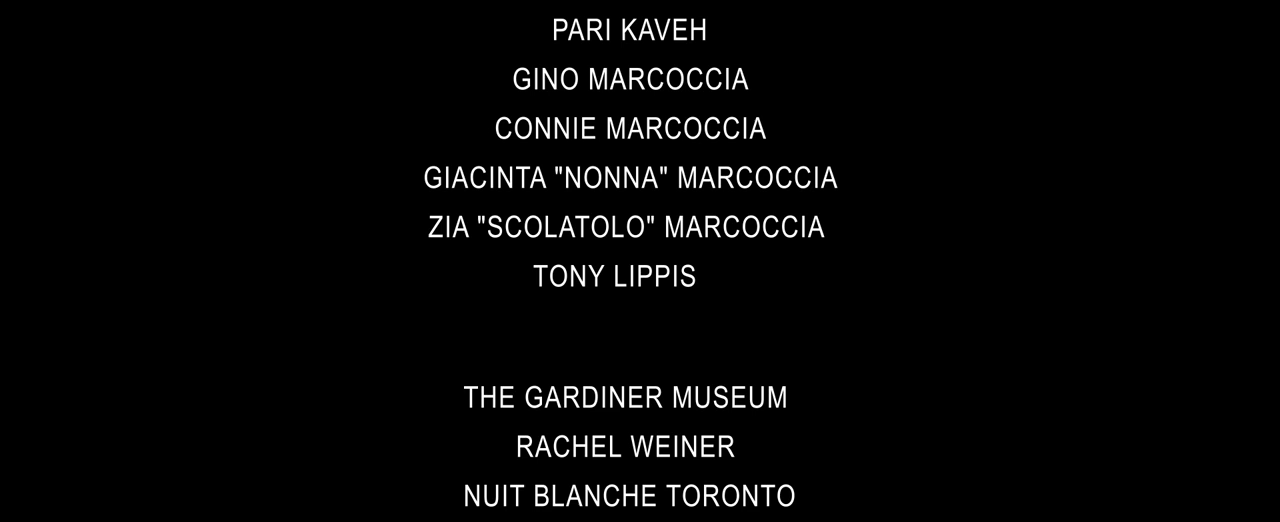 PARI KAVEH
GINO MARCOCCIA
CONNIE MARCOCCIA
GIACINTA "NONNA" MARCOCCIA
ZIA "SCOLATOLO" MARCOCCIA
TONY LIPPIS
THE GARDINER MUSEUM
RACHEL WEINER
NUIT BLANCHE TORONTO